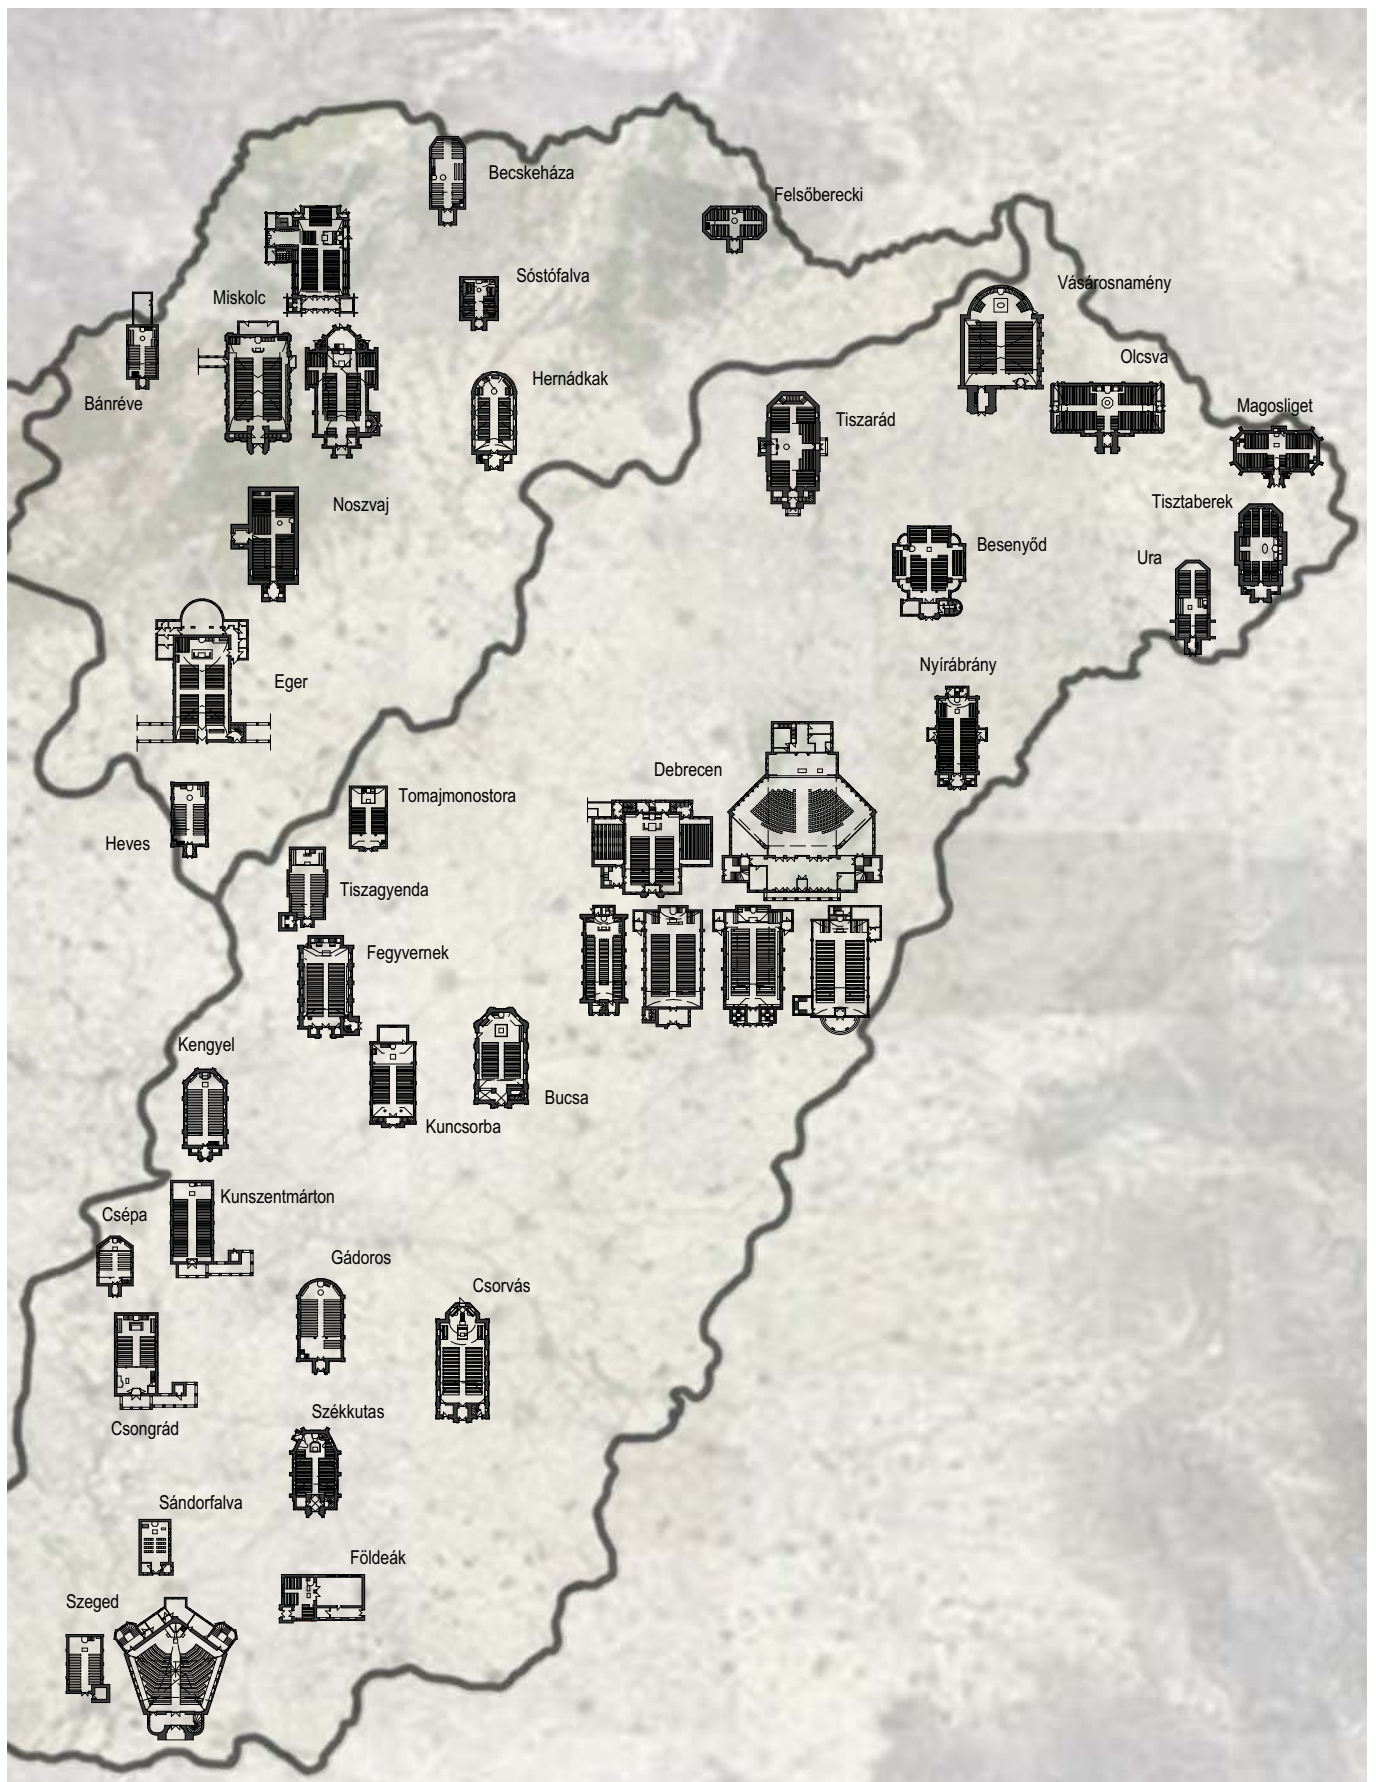 Becskeháza
Felsőberecki
Sóstófalva
Vásárosnamény
Miskolc
Olcsva
Hernádkak
Bánréve
Magosliget
Tiszarád
Tisztaberek
Noszvaj
Besenyőd
Ura
Nyírábrány
Eger
Debrecen
Tomajmonostora
Heves
Tiszagyenda
Fegyvernek
Kengyel
Bucsa
Kuncsorba
Kunszentmárton
Csépa
Gádoros
Csorvás
Székkutas
Csongrád
Sándorfalva
Földeák
Szeged